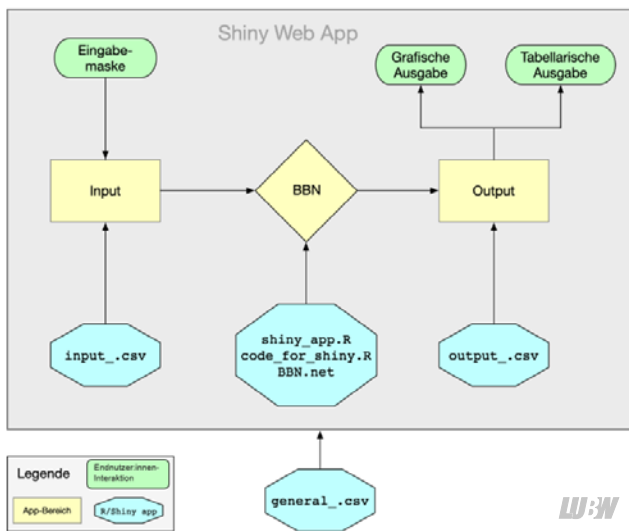 Shiny Web App
Eingabe-
maske
Grafische
Ausgabe
Tabellarische
Ausgabe
Input
BBN
Output
input_.csv
shiny_app.R
code_for_shiny.R
BBN.net
output_.csv
Legende
Endnutzer:innen-
Interaktion
App-Bereich
R/Shiny app
general_.csv